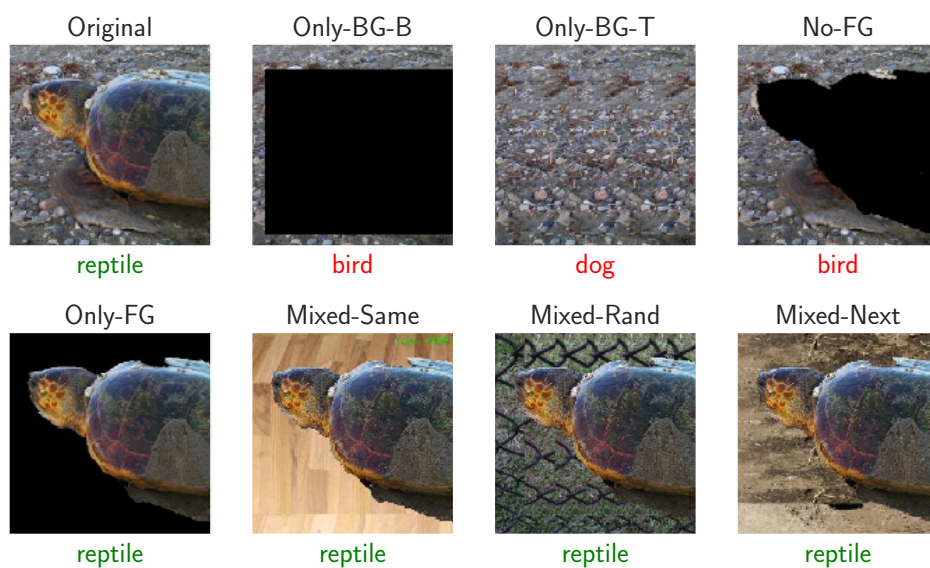 Original Only-BG-B Only-BG-T No-FG
reptile bird dog bird
Only-FG Mixed-Same Mixed-Rand Mixed-Next
reptile reptile reptile reptile